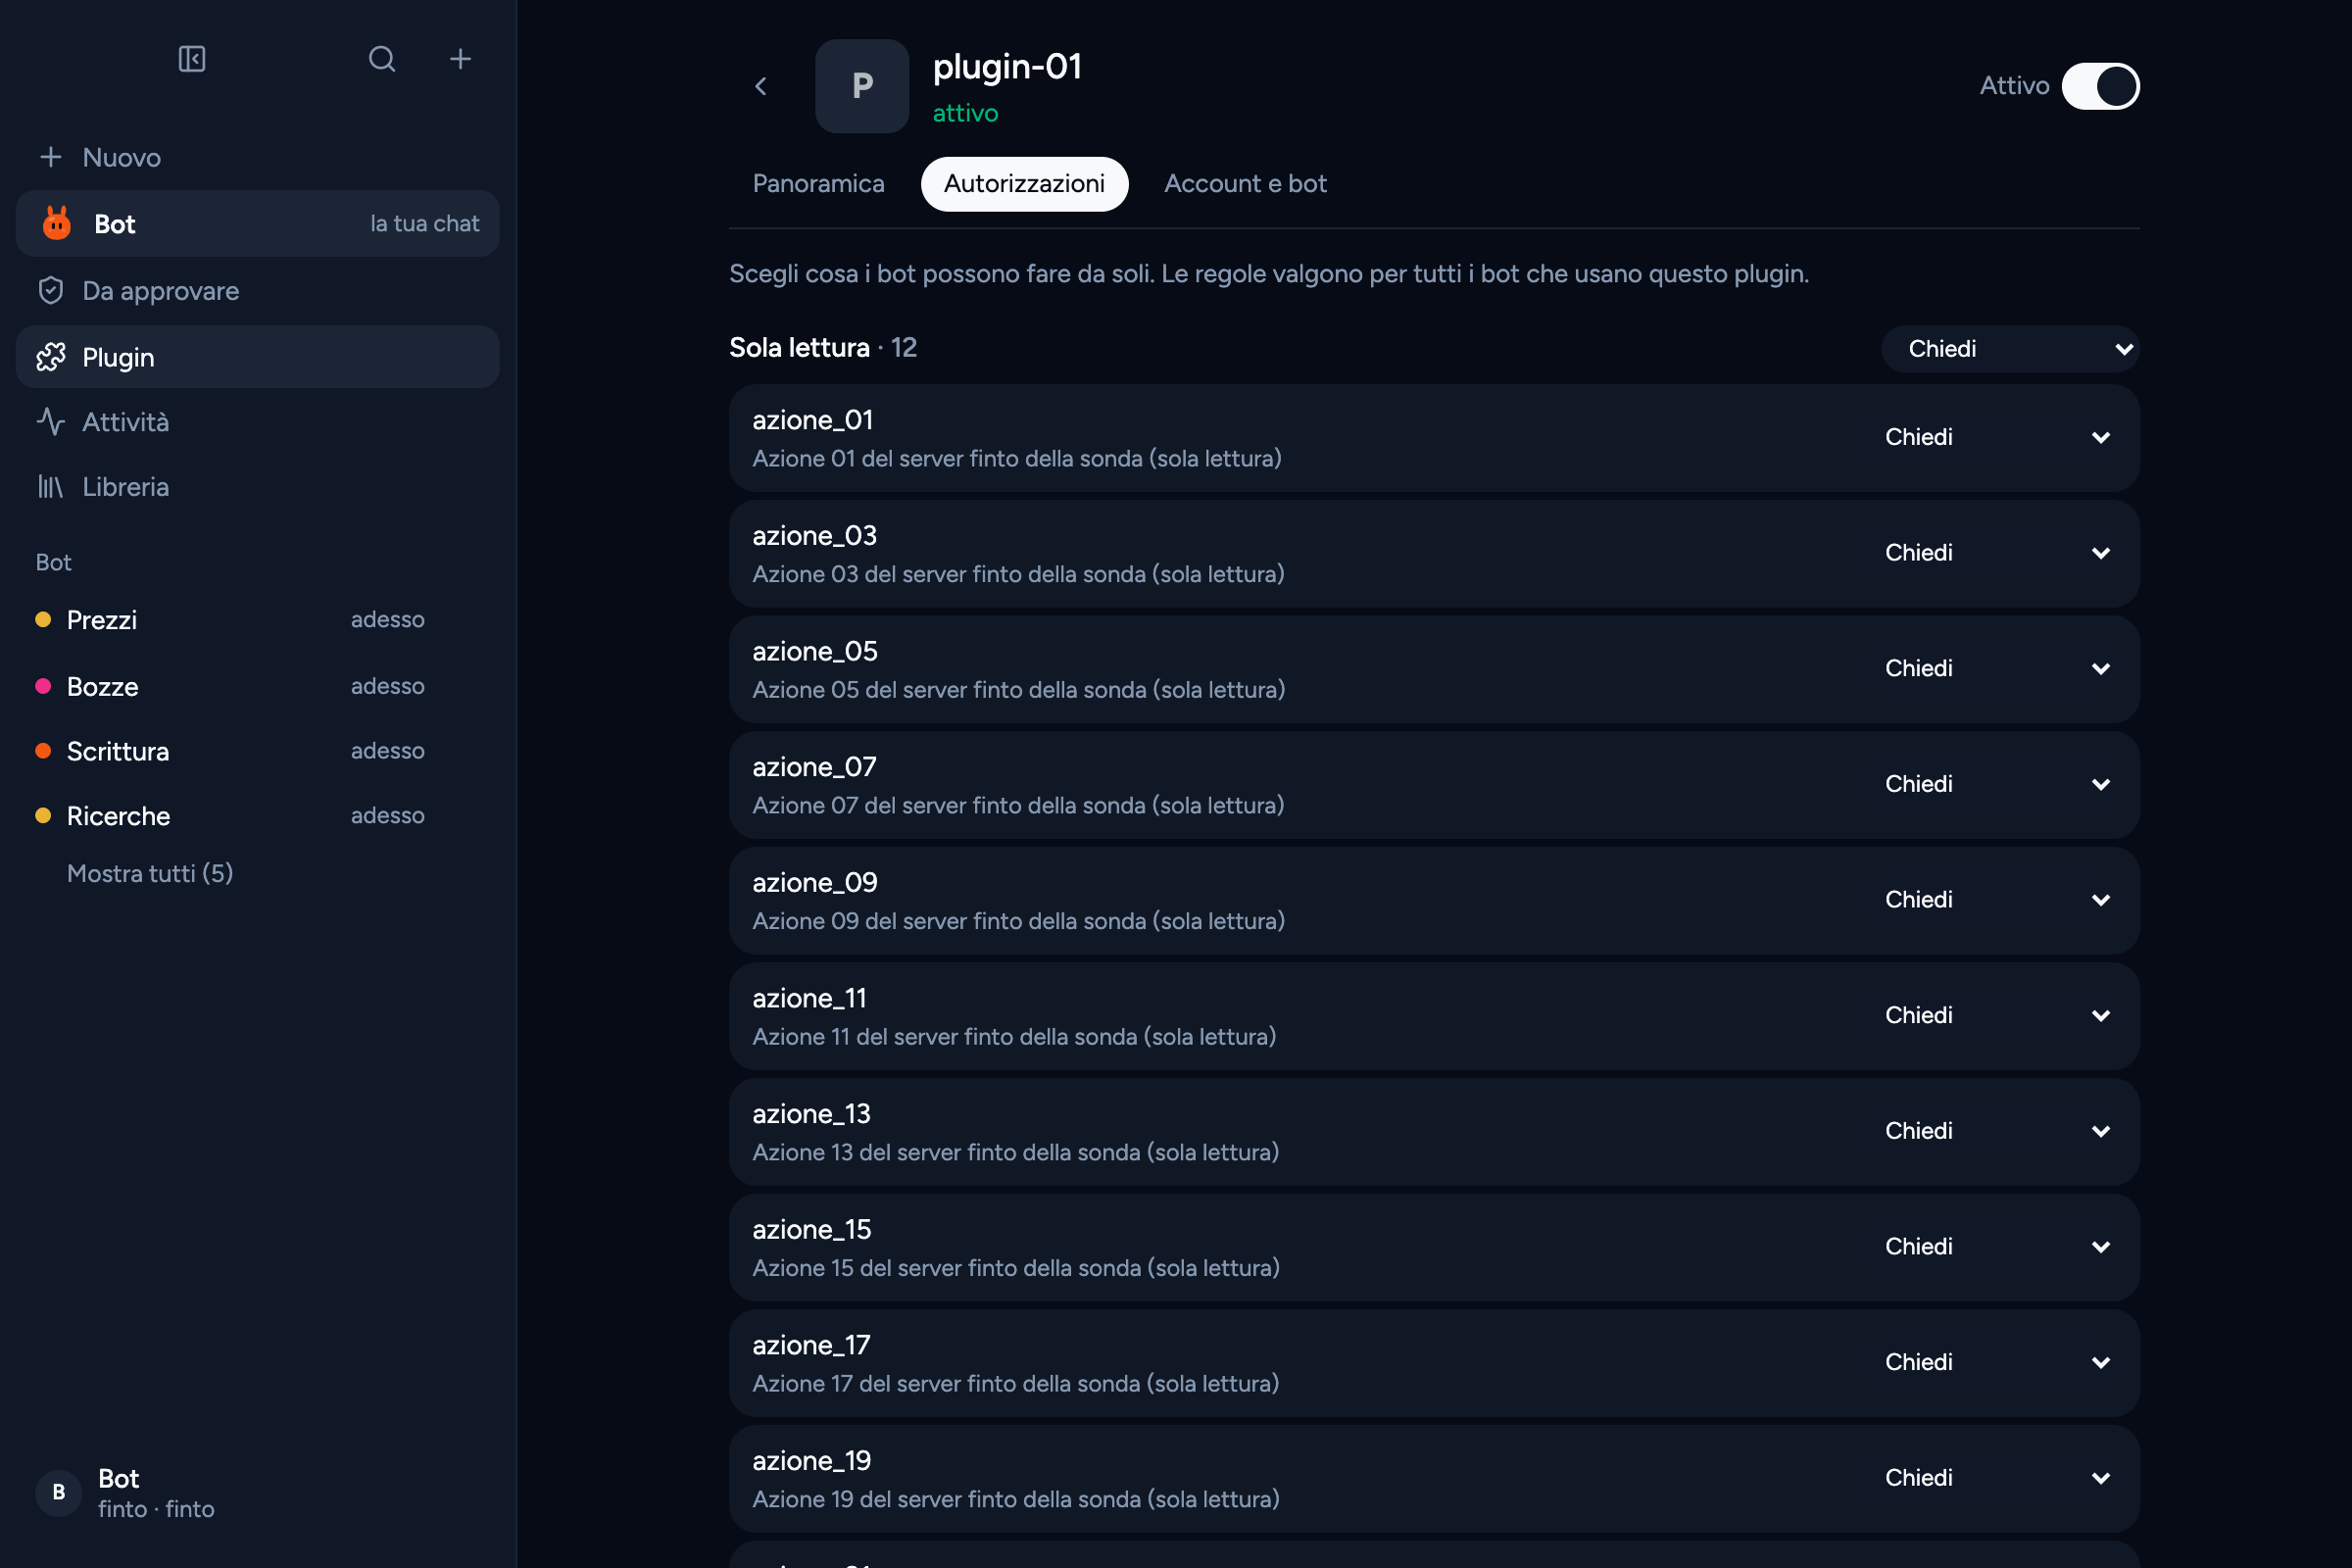 Nuovo
Bot la tua chat
Da approvare
Plugin
Attività
Libreria
Bot
Prezzi adesso
Bozze adesso
Scrittura adesso
Ricerche adesso
Mostra tutti (5)
B
Bot
finto · finto
P
plugin-01
attivo
Attivo
Panoramica Autorizzazioni Account e bot
Scegli cosa i bot possono fare da soli. Le regole valgono per tutti i bot che usano questo plugin.
Sola lettura · 12 Chiedi
azione_01
Azione 01 del server finto della sonda (sola lettura)
Chiedi
azione_03
Azione 03 del server finto della sonda (sola lettura)
Chiedi
azione_05
Azione 05 del server finto della sonda (sola lettura)
Chiedi
azione_07
Azione 07 del server finto della sonda (sola lettura)
Chiedi
azione_09
Azione 09 del server finto della sonda (sola lettura)
Chiedi
azione_11
Azione 11 del server finto della sonda (sola lettura)
Chiedi
azione_13
Azione 13 del server finto della sonda (sola lettura)
Chiedi
azione_15
Azione 15 del server finto della sonda (sola lettura)
Chiedi
azione_17
Azione 17 del server finto della sonda (sola lettura)
Chiedi
azione_19
Azione 19 del server finto della sonda (sola lettura)
Chiedi